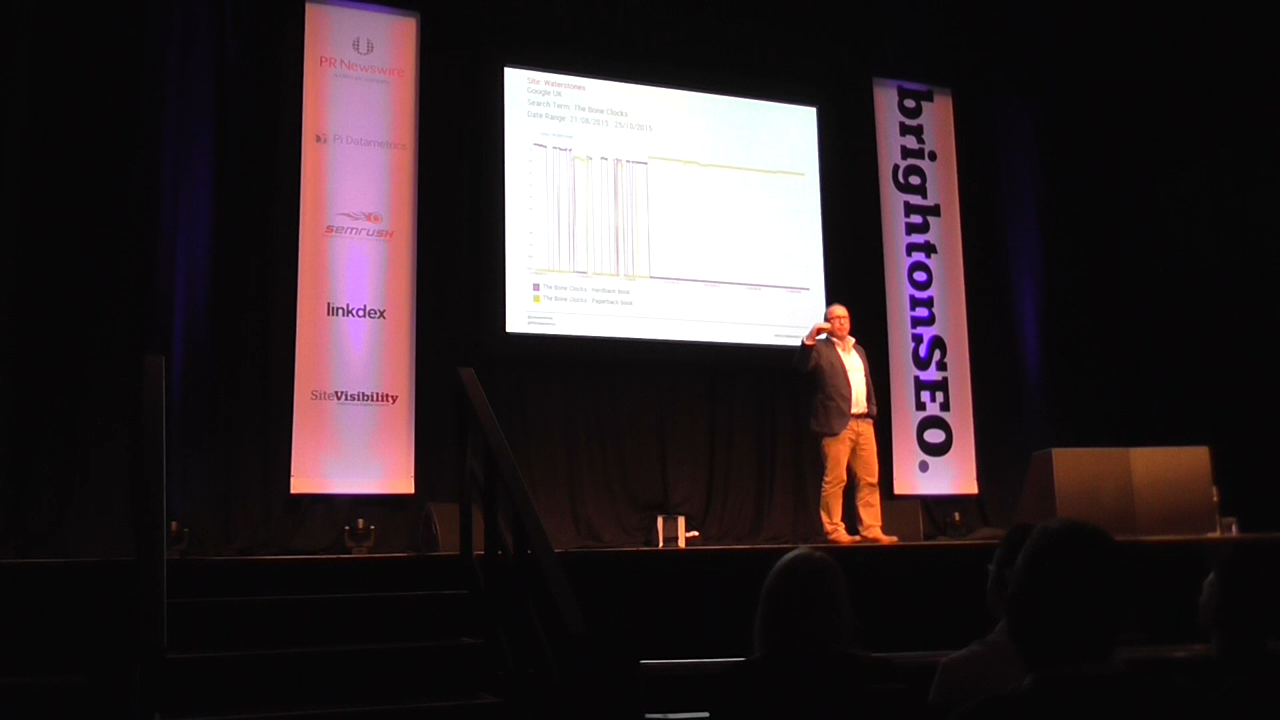 PR Newswire
Pi Datametrics
semrush
linkdex
SiteVisibility
Site: Waterstones
Google UK
Search Term: The Bone Clocks
Date Range: 21/08/2015 - 25/10/2015
The Bone Clocks - Hardback book
The Bone Clocks - Paperback book
brightonSEO.